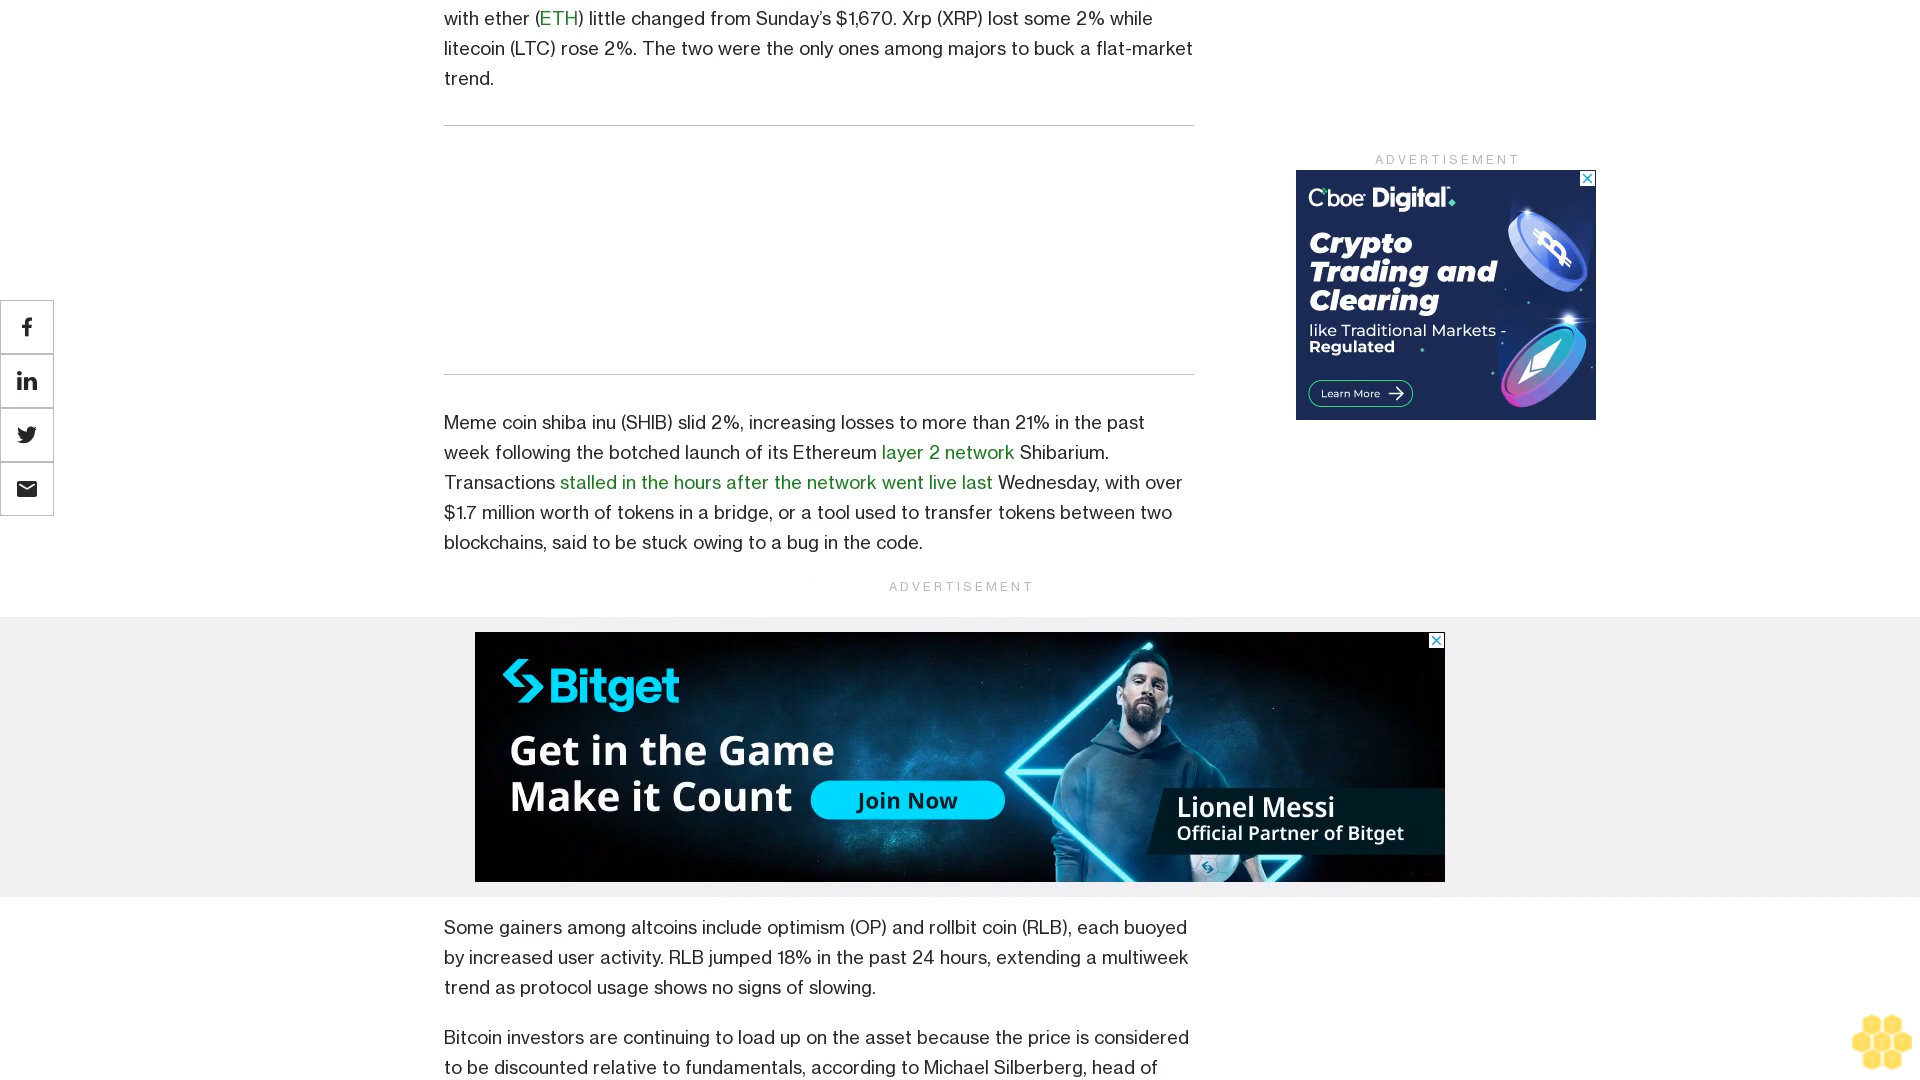 with ether (ETH) little changed from Sunday’s $1,670. Xrp (XRP) lost some 2% while
litecoin (LTC) rose 2%. The two were the only ones among majors to buck a flat-market
trend.
ADVERTISEMENT
Cboe Digital
Crypto
Trading and
Clearing
like Traditional Markets -
Regulated
Learn More
Meme coin shiba inu (SHIB) slid 2%, increasing losses to more than 21% in the past
week following the botched launch of its Ethereum layer 2 network Shibarium.
Transactions stalled in the hours after the network went live last Wednesday, with over
$1.7 million worth of tokens in a bridge, or a tool used to transfer tokens between two
blockchains, said to be stuck owing to a bug in the code.
ADVERTISEMENT
Bitget
Get in the Game
Make it Count
Join Now
Lionel Messi
Official Partner of Bitget
Some gainers among altcoins include optimism (OP) and rollbit coin (RLB), each buoyed
by increased user activity. RLB jumped 18% in the past 24 hours, extending a multiweek
trend as protocol usage shows no signs of slowing.
Bitcoin investors are continuing to load up on the asset because the price is considered
to be discounted relative to fundamentals, according to Michael Silberberg, head of